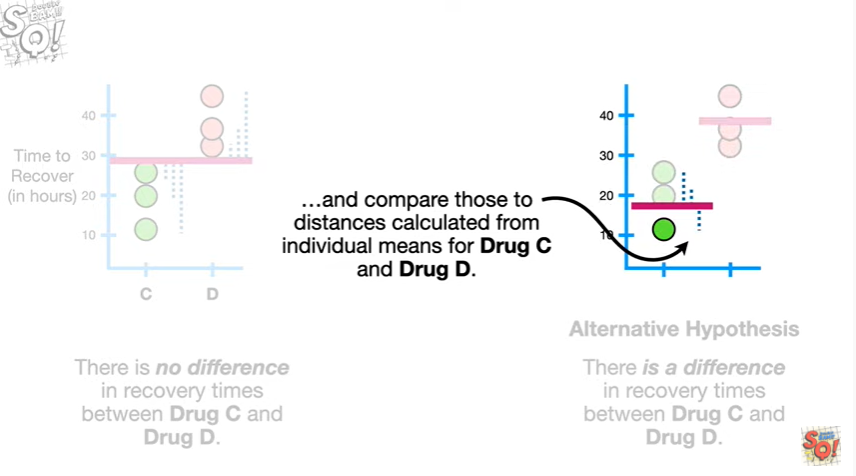 40
Time to
Recover
(in hours)
30
20
10
C
D
…and compare those to
distances calculated from
individual means for Drug C
and Drug D.
40
30
20
10
Alternative Hypothesis
There is no difference
in recovery times
between Drug C and
Drug D.
There is a difference
in recovery times
between Drug C and
Drug D.
SQ!